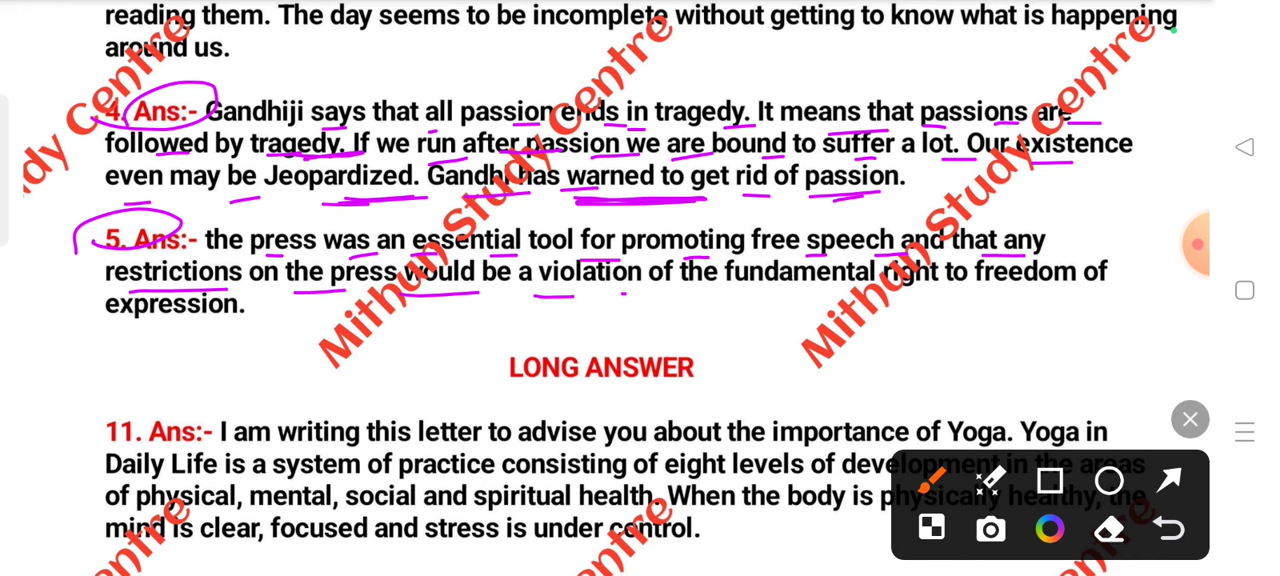 reading them. The day seems to be incomplete without getting to know what is happening
around us.
4. Ans:- Gandhiji says that all passion ends in tragedy. It means that passions are
followed by tragedy. If we run after passion we are bound to suffer a lot. Our existence
even may be Jeopardized. Gandhi has warned to get rid of passion.
5. Ans:- the press was an essential tool for promoting free speech and that any
restrictions on the press would be a violation of the fundamental right to freedom of
expression.
LONG ANSWER
11. Ans:- I am writing this letter to advise you about the importance of Yoga. Yoga in
Daily Life is a system of practice consisting of eight levels of development in the areas
of physical, mental, social and spiritual health. When the body is physically healthy, the
mind is clear, focused and stress is under control.
dy Centre
Mithun Study Centre
Mithun Study Centre
entre
entre
entre